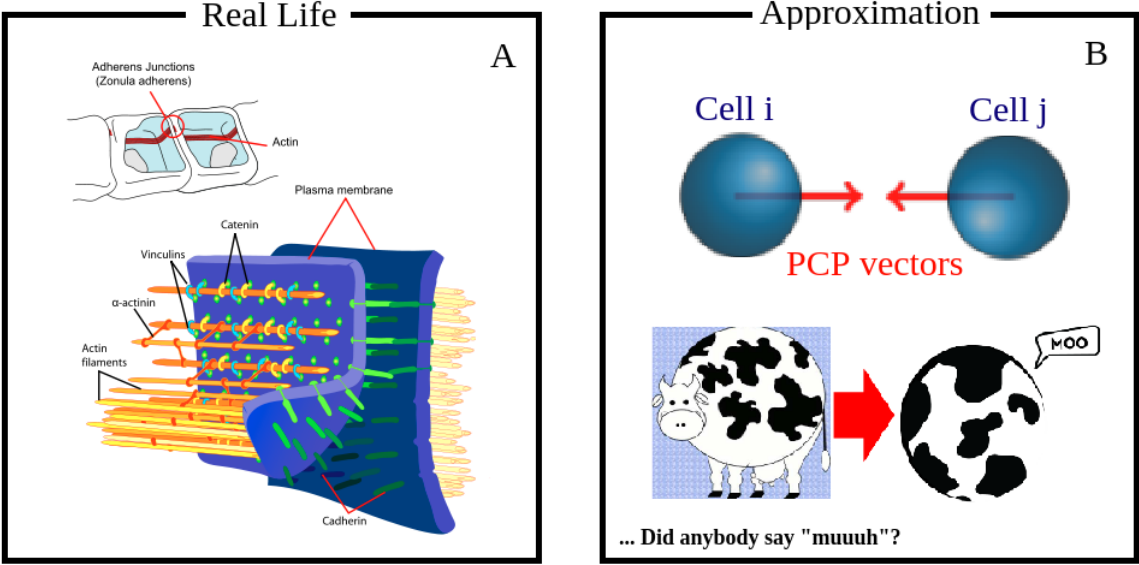 Real Life
A
Adherens Junctions
(Zonula adherens)
Actin
Plasma membrane
Catenin
Vinculins
α-actinin
Actin
filaments
Cadherin
Approximation
B
Cell i
Cell j
PCP vectors
MOO
... Did anybody say "muuuh"?